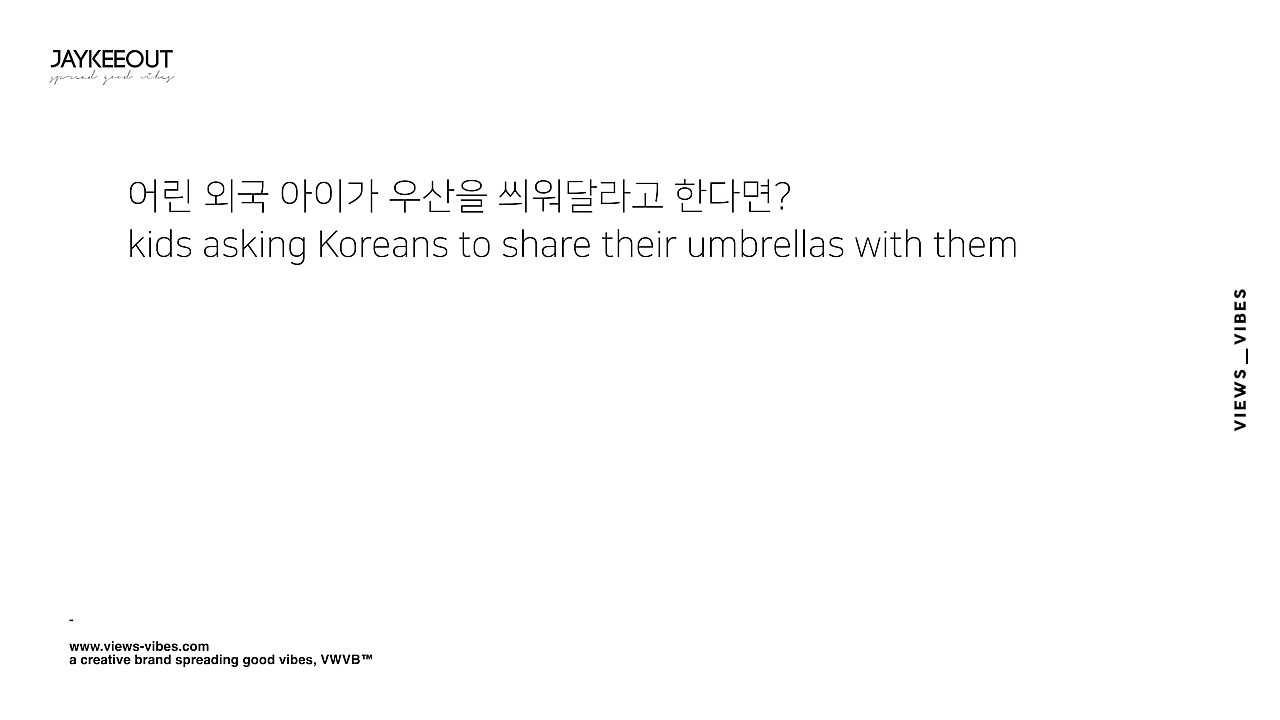 JAYKEEOUT
spread good vibes
어린 외국 아이가 우산을 씌워달라고 한다면?
kids asking Koreans to share their umbrellas with them
VIEWS_VIBES
-
www.views-vibes.com
a creative brand spreading good vibes, VWVB™